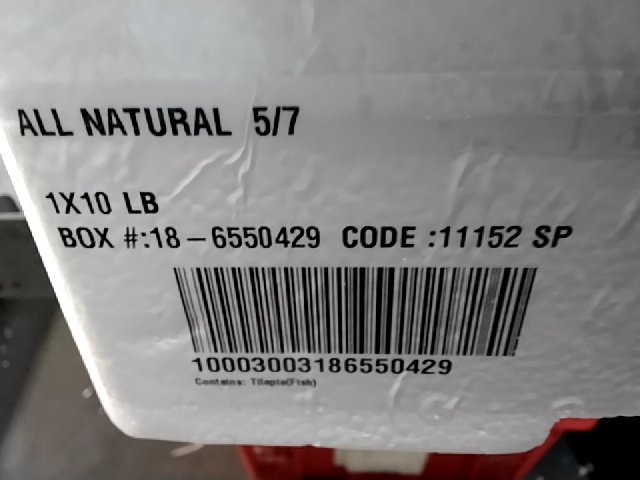 ALL NATURAL 5/7
1X10 LB
BOX #:18-6550429 CODE :11152 SP
10003003186550429
Contains: Tilapia(Fish)